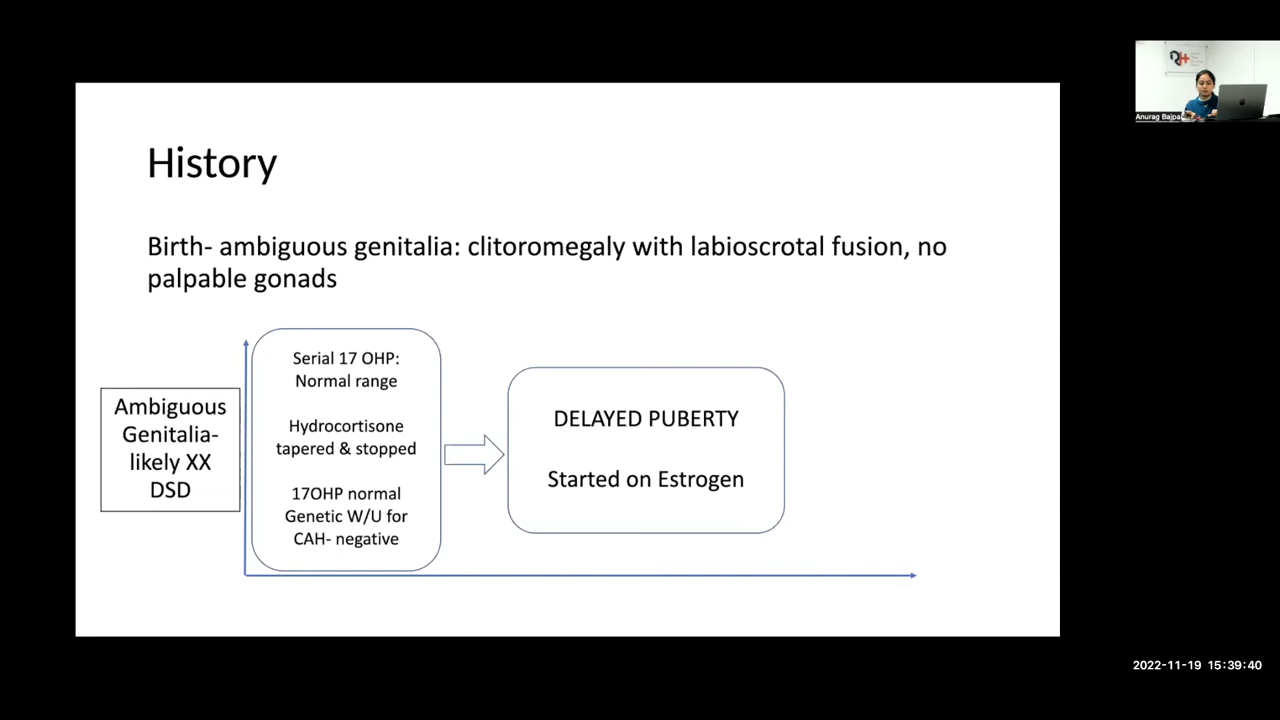 History
Birth- ambiguous genitalia: clitoromegaly with labioscrotal fusion, no
palpable gonads
Ambiguous
Genitalia-
likely XX
DSD
Serial 17 OHP:
Normal range
Hydrocortisone
tapered & stopped
17OHP normal
Genetic W/U for
CAH- negative
DELAYED PUBERTY
Started on Estrogen
Anurag Bajpa
2022-11-19 15:39:40